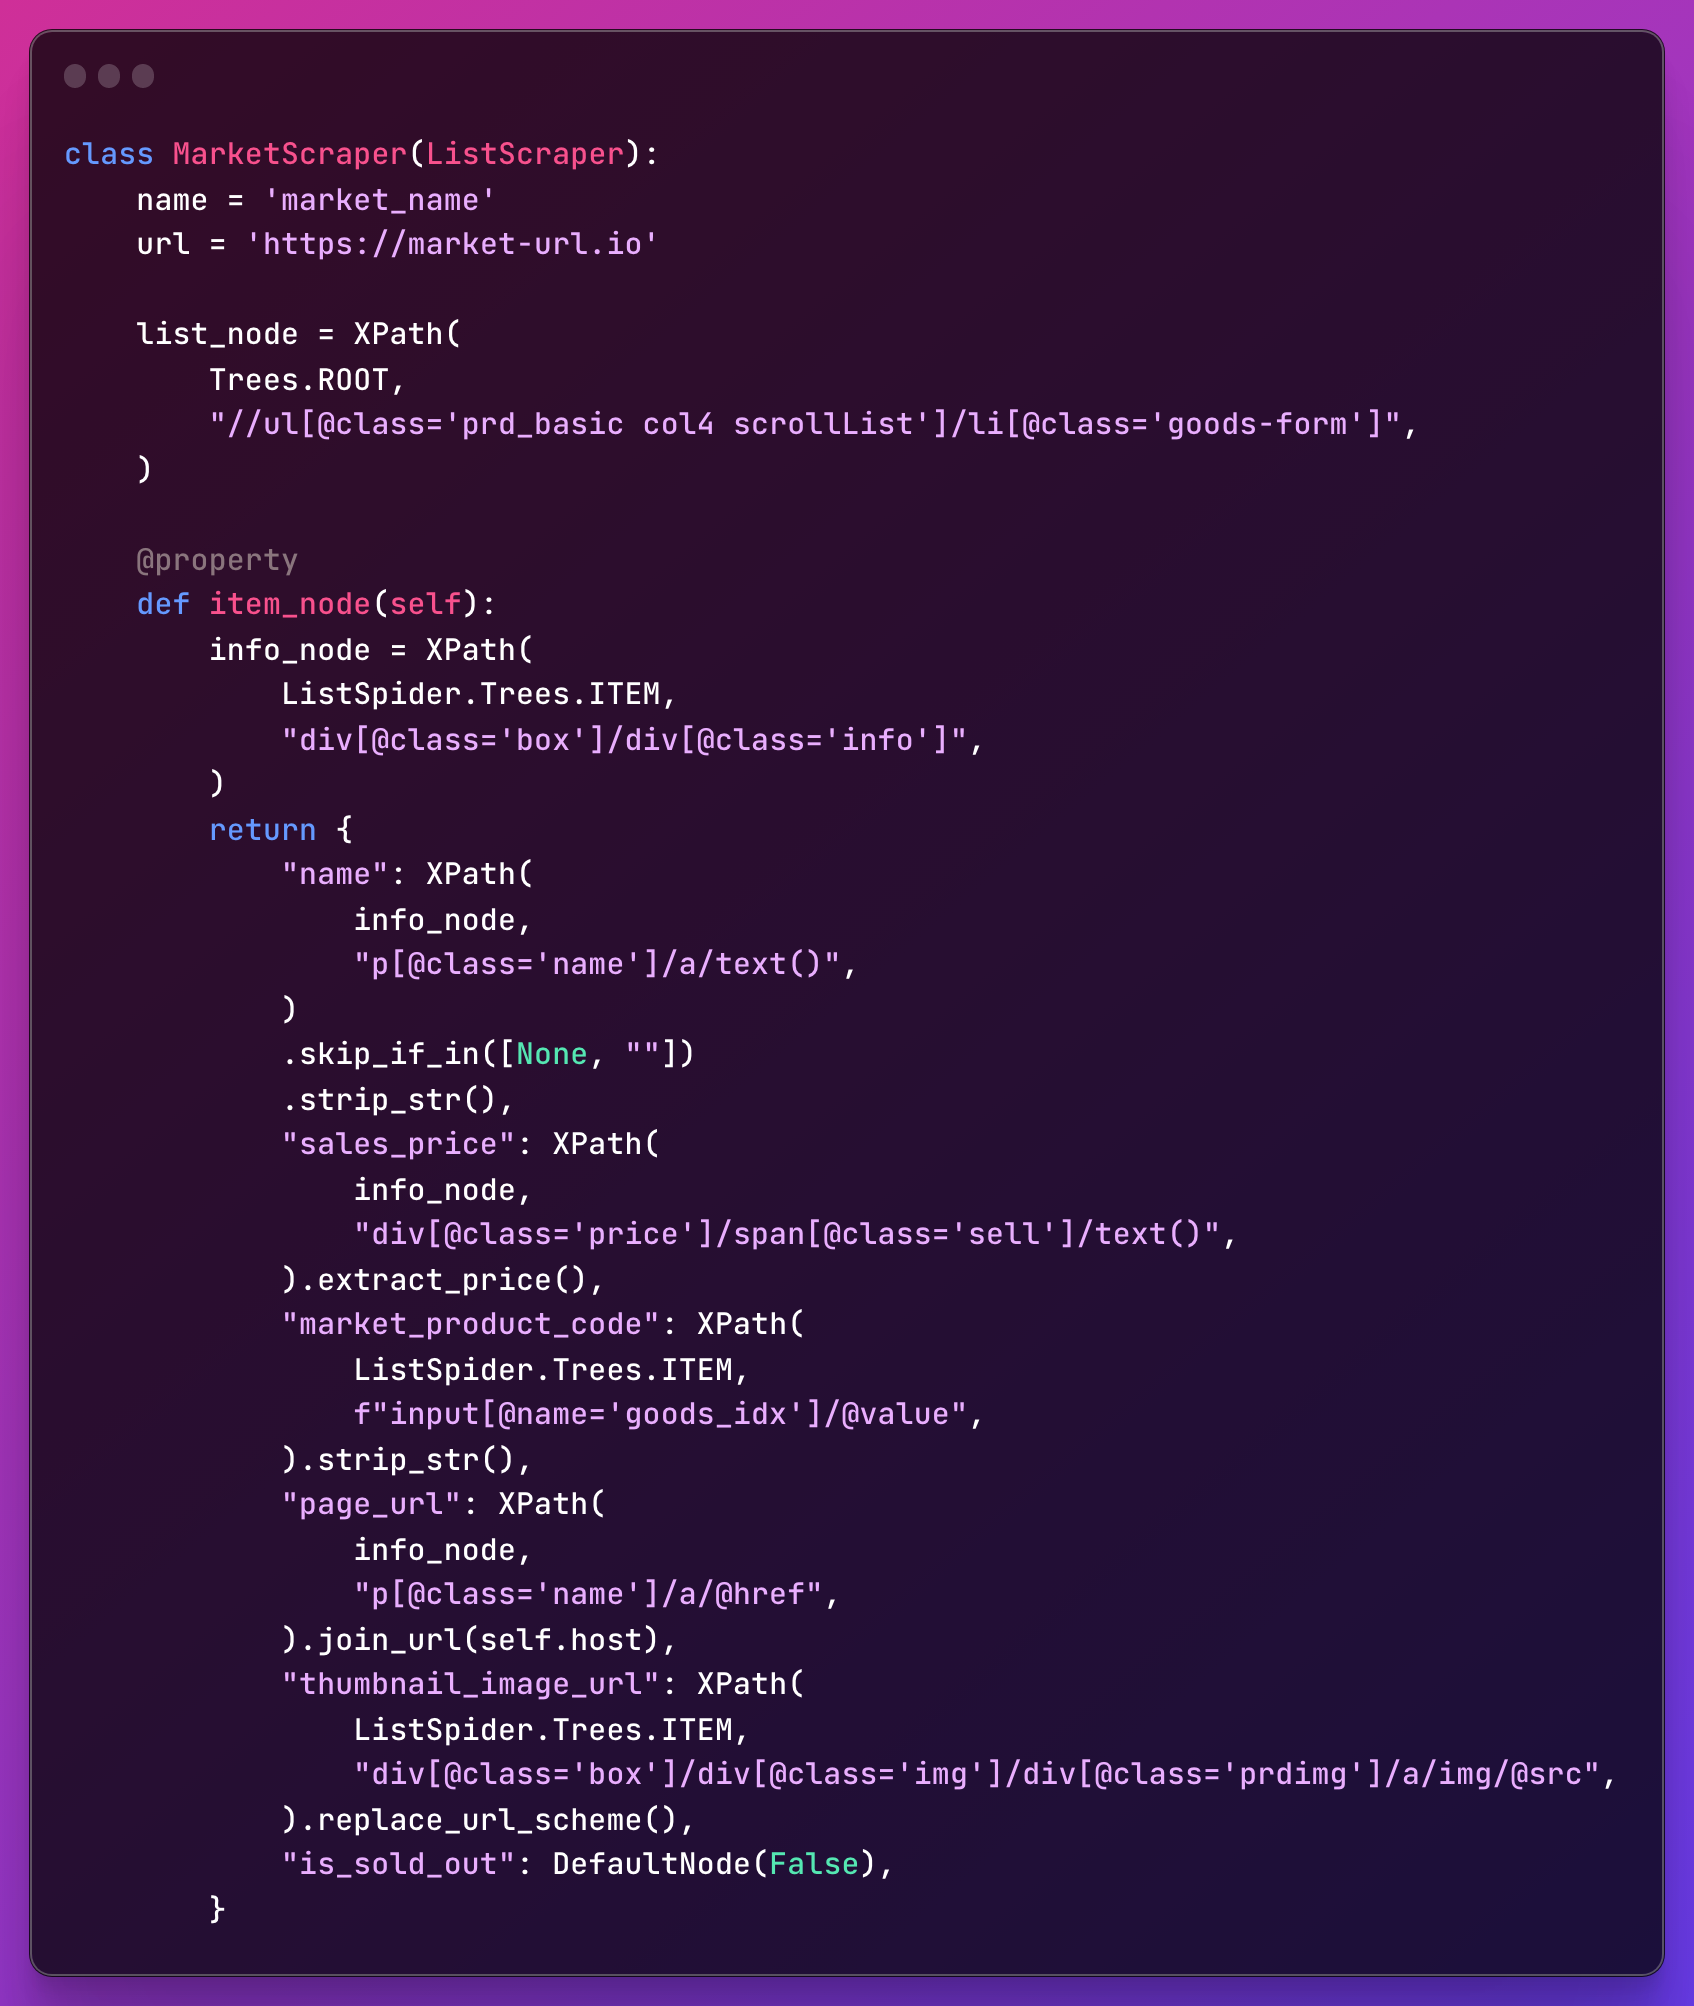 class MarketScraper(ListScraper):
    name = 'market_name'
    url = 'https://market-url.io'

    list_node = XPath(
        Trees.ROOT,
        "//ul[@class='prd_basic col4 scrollList']/li[@class='goods-form']",
    )

    @property
    def item_node(self):
        info_node = XPath(
            ListSpider.Trees.ITEM,
            "div[@class='box']/div[@class='info']",
        )
        return {
            "name": XPath(
                info_node,
                "p[@class='name']/a/text()",
            )
            .skip_if_in([None, ""])
            .strip_str(),
            "sales_price": XPath(
                info_node,
                "div[@class='price']/span[@class='sell']/text()",
            ).extract_price(),
            "market_product_code": XPath(
                ListSpider.Trees.ITEM,
                f"input[@name='goods_idx']/@value",
            ).strip_str(),
            "page_url": XPath(
                info_node,
                "p[@class='name']/a/@href",
            ).join_url(self.host),
            "thumbnail_image_url": XPath(
                ListSpider.Trees.ITEM,
                "div[@class='box']/div[@class='img']/div[@class='prdimg']/a/img/@src",
            ).replace_url_scheme(),
            "is_sold_out": DefaultNode(False),
        }